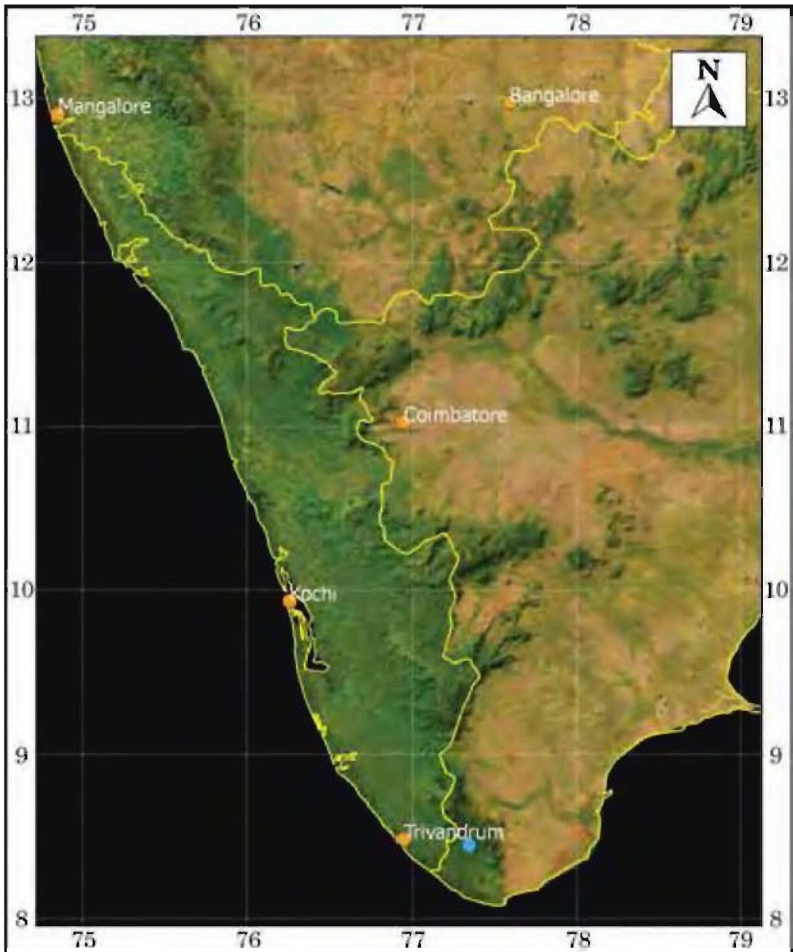 75 76 77 78 79
N
13 Mangalore Bangalore 13
12 12
11 Coimbatore 11
10 Kochi 10
9 9
Trivandrum
8 8
75 76 77 78 79